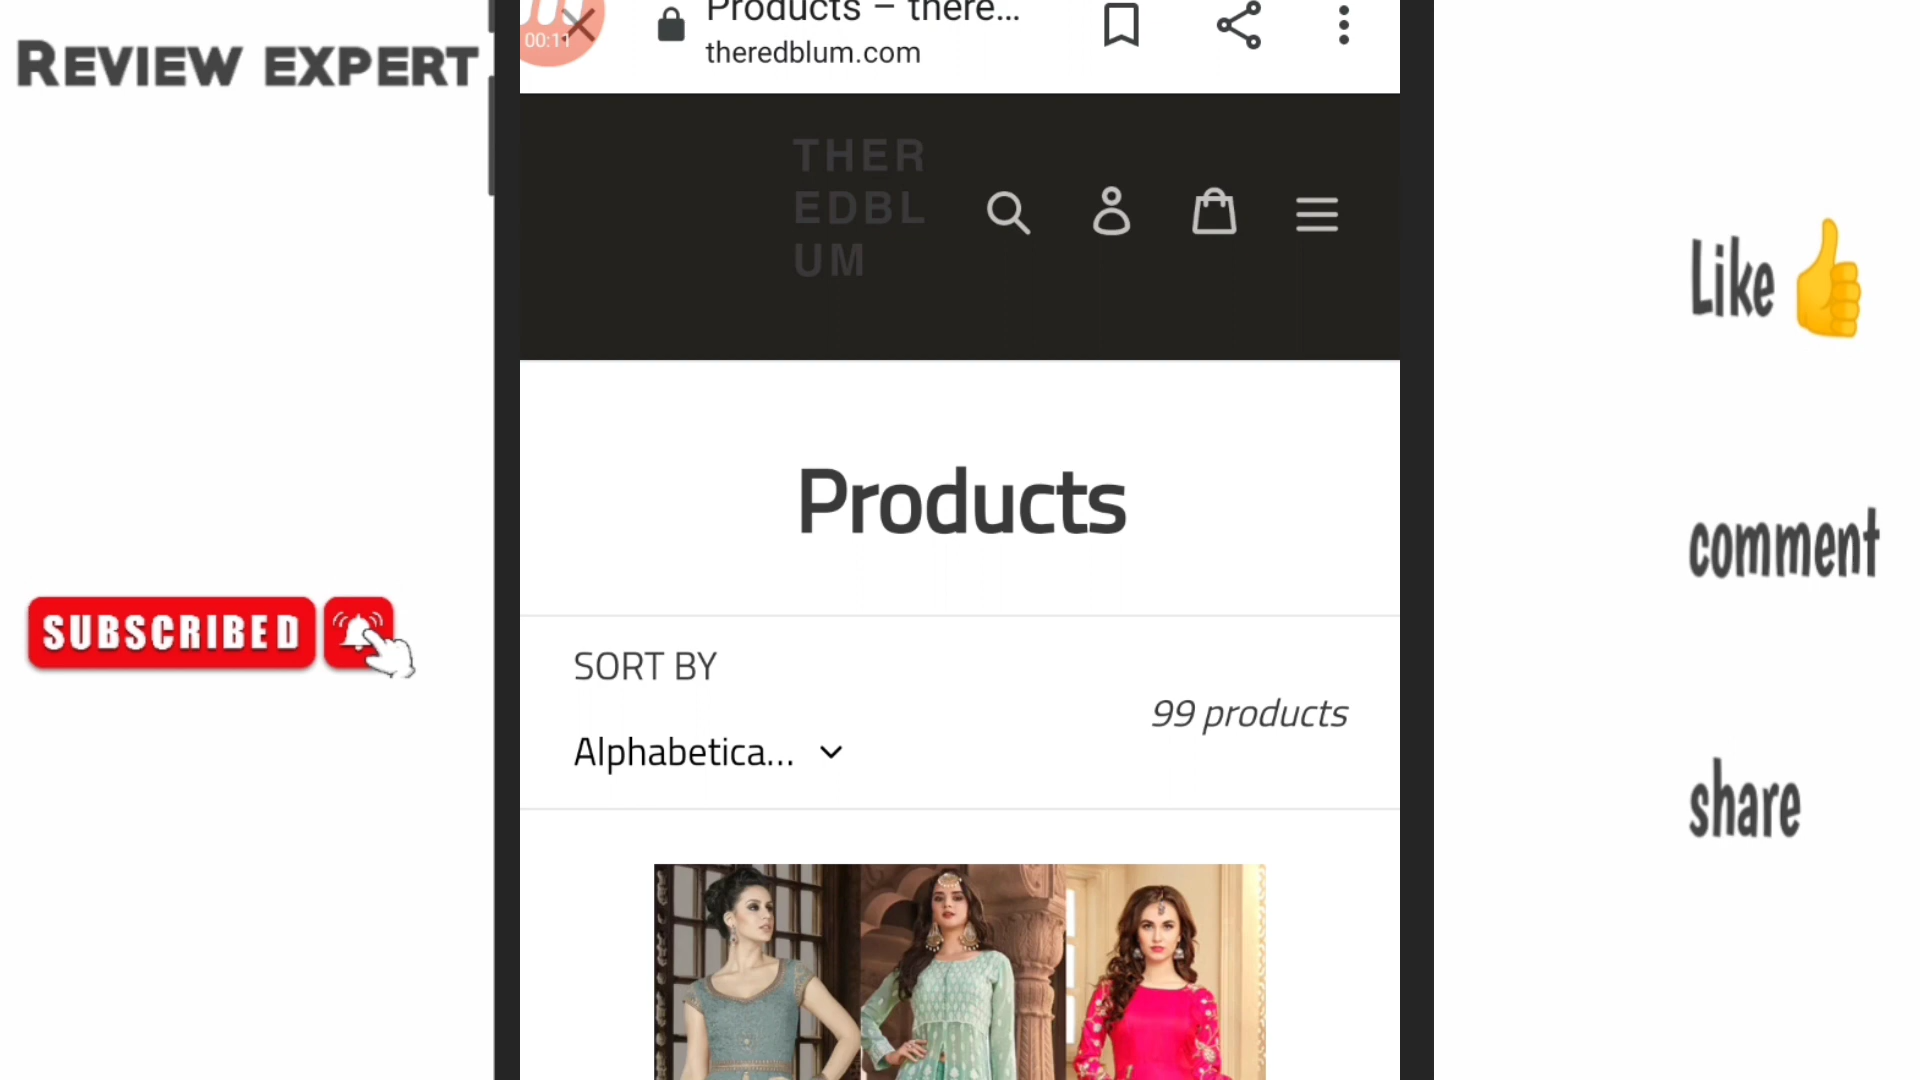 REVIEW EXPERT
00:11
Products – there...
theredblum.com
THER
EDBL
UM
Products
SORT BY
99 products
Alphabetica...
SUBSCRIBED
Like
comment
share